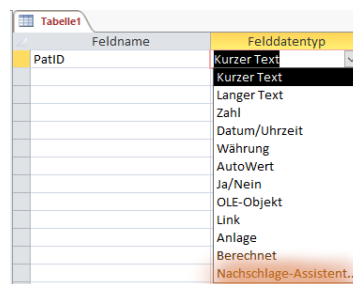 Tabelle1
Feldname Felddatentyp
PatID Kurzer Text
Kurzer Text
Langer Text
Zahl
Datum/Uhrzeit
Währung
AutoWert
Ja/Nein
OLE-Objekt
Link
Anlage
Berechnet
Nachschlage-Assistent...